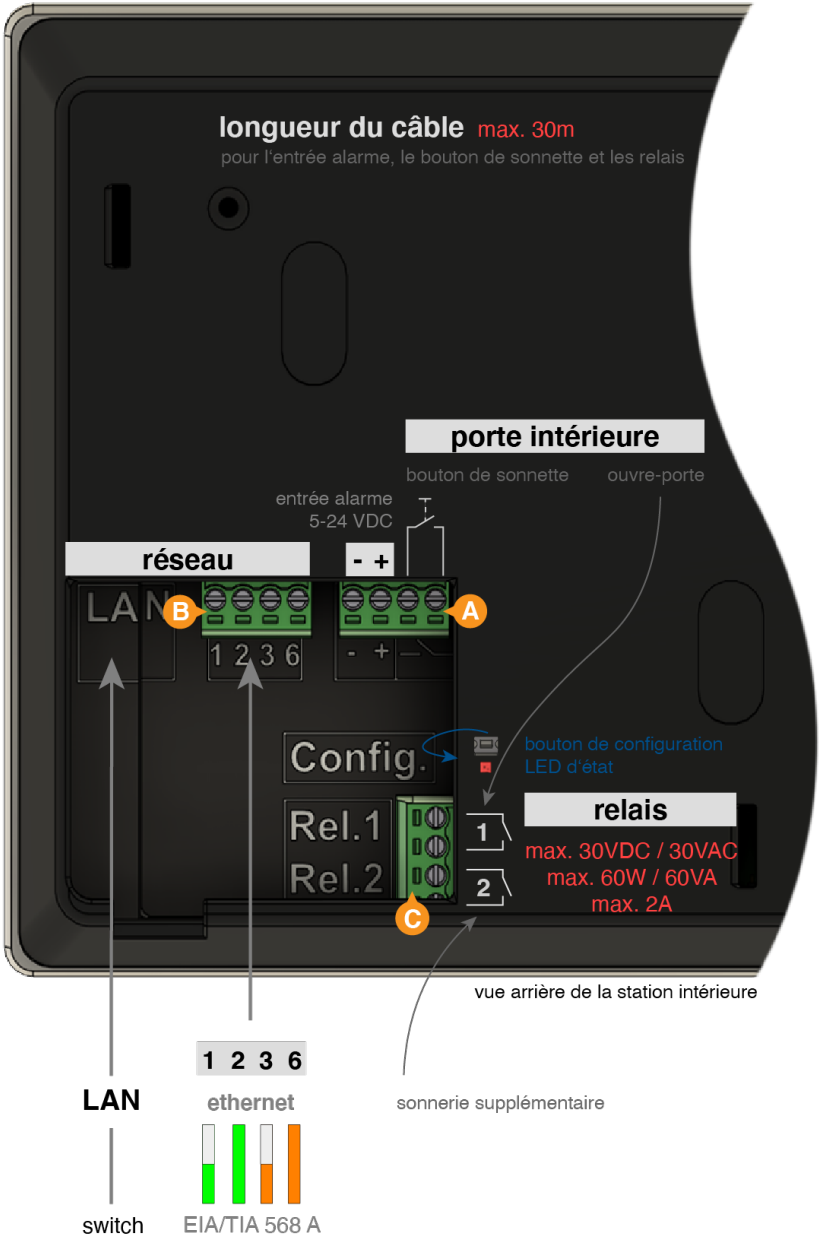 longueur du câble max. 30m
pour l'entrée alarme, le bouton de sonnette et les relais
porte intérieure
bouton de sonnette ouvre-porte
entrée alarme
5-24 VDC
réseau - +
LAN B A
1 2 3 6 - +
Config.
bouton de configuration
LED d'état
relais
Rel.1 1
max. 30VDC / 30VAC
Rel.2 2
max. 60W / 60VA
max. 2A
C
vue arrière de la station intérieure
1 2 3 6
LAN ethernet sonnerie supplémentaire
switch EIA/TIA 568 A